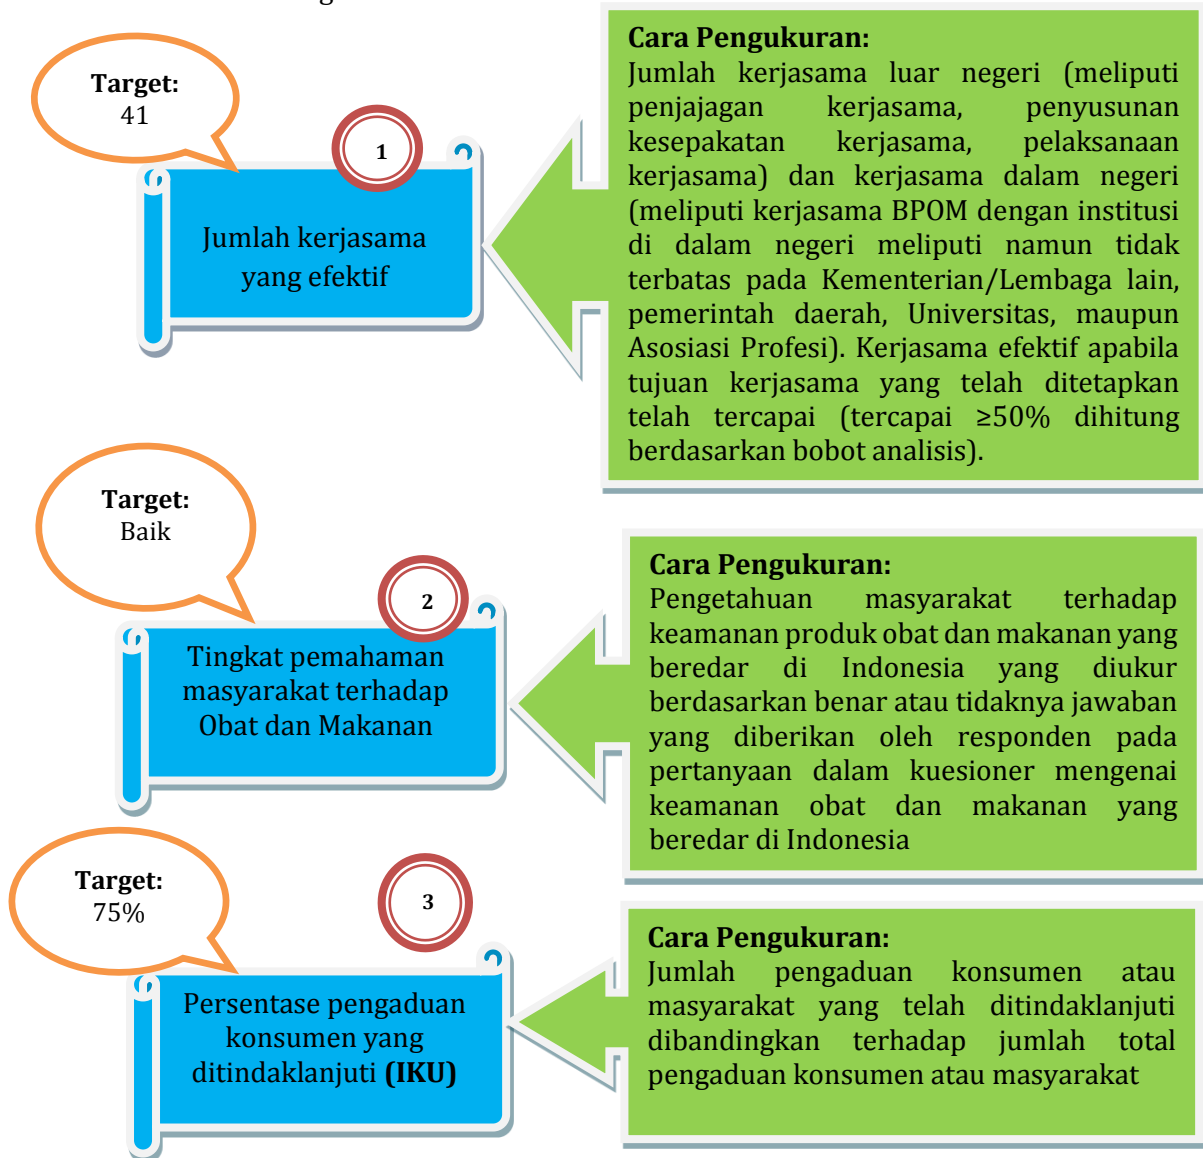 Target:
41
1
Jumlah kerjasama
yang efektif
Cara Pengukuran:
Jumlah kerjasama luar negeri (meliputi
penjajagan kerjasama, penyusunan
kesepakatan kerjasama, pelaksanaan
kerjasama) dan kerjasama dalam negeri
(meliputi kerjasama BPOM dengan institusi
di dalam negeri meliputi namun tidak
terbatas pada Kementerian/Lembaga lain,
pemerintah daerah, Universitas, maupun
Asosiasi Profesi). Kerjasama efektif apabila
tujuan kerjasama yang telah ditetapkan
telah tercapai (tercapai ≥50% dihitung
berdasarkan bobot analisis).
Target:
Baik
2
Tingkat pemahaman
masyarakat terhadap
Obat dan Makanan
Cara Pengukuran:
Pengetahuan masyarakat terhadap
keamanan produk obat dan makanan yang
beredar di Indonesia yang diukur
berdasarkan benar atau tidaknya jawaban
yang diberikan oleh responden pada
pertanyaan dalam kuesioner mengenai
keamanan obat dan makanan yang
beredar di Indonesia
Target:
75%
3
Persentase pengaduan
konsumen yang
ditindaklanjuti (IKU)
Cara Pengukuran:
Jumlah pengaduan konsumen atau
masyarakat yang telah ditindaklanjuti
dibandingkan terhadap jumlah total
pengaduan konsumen atau masyarakat